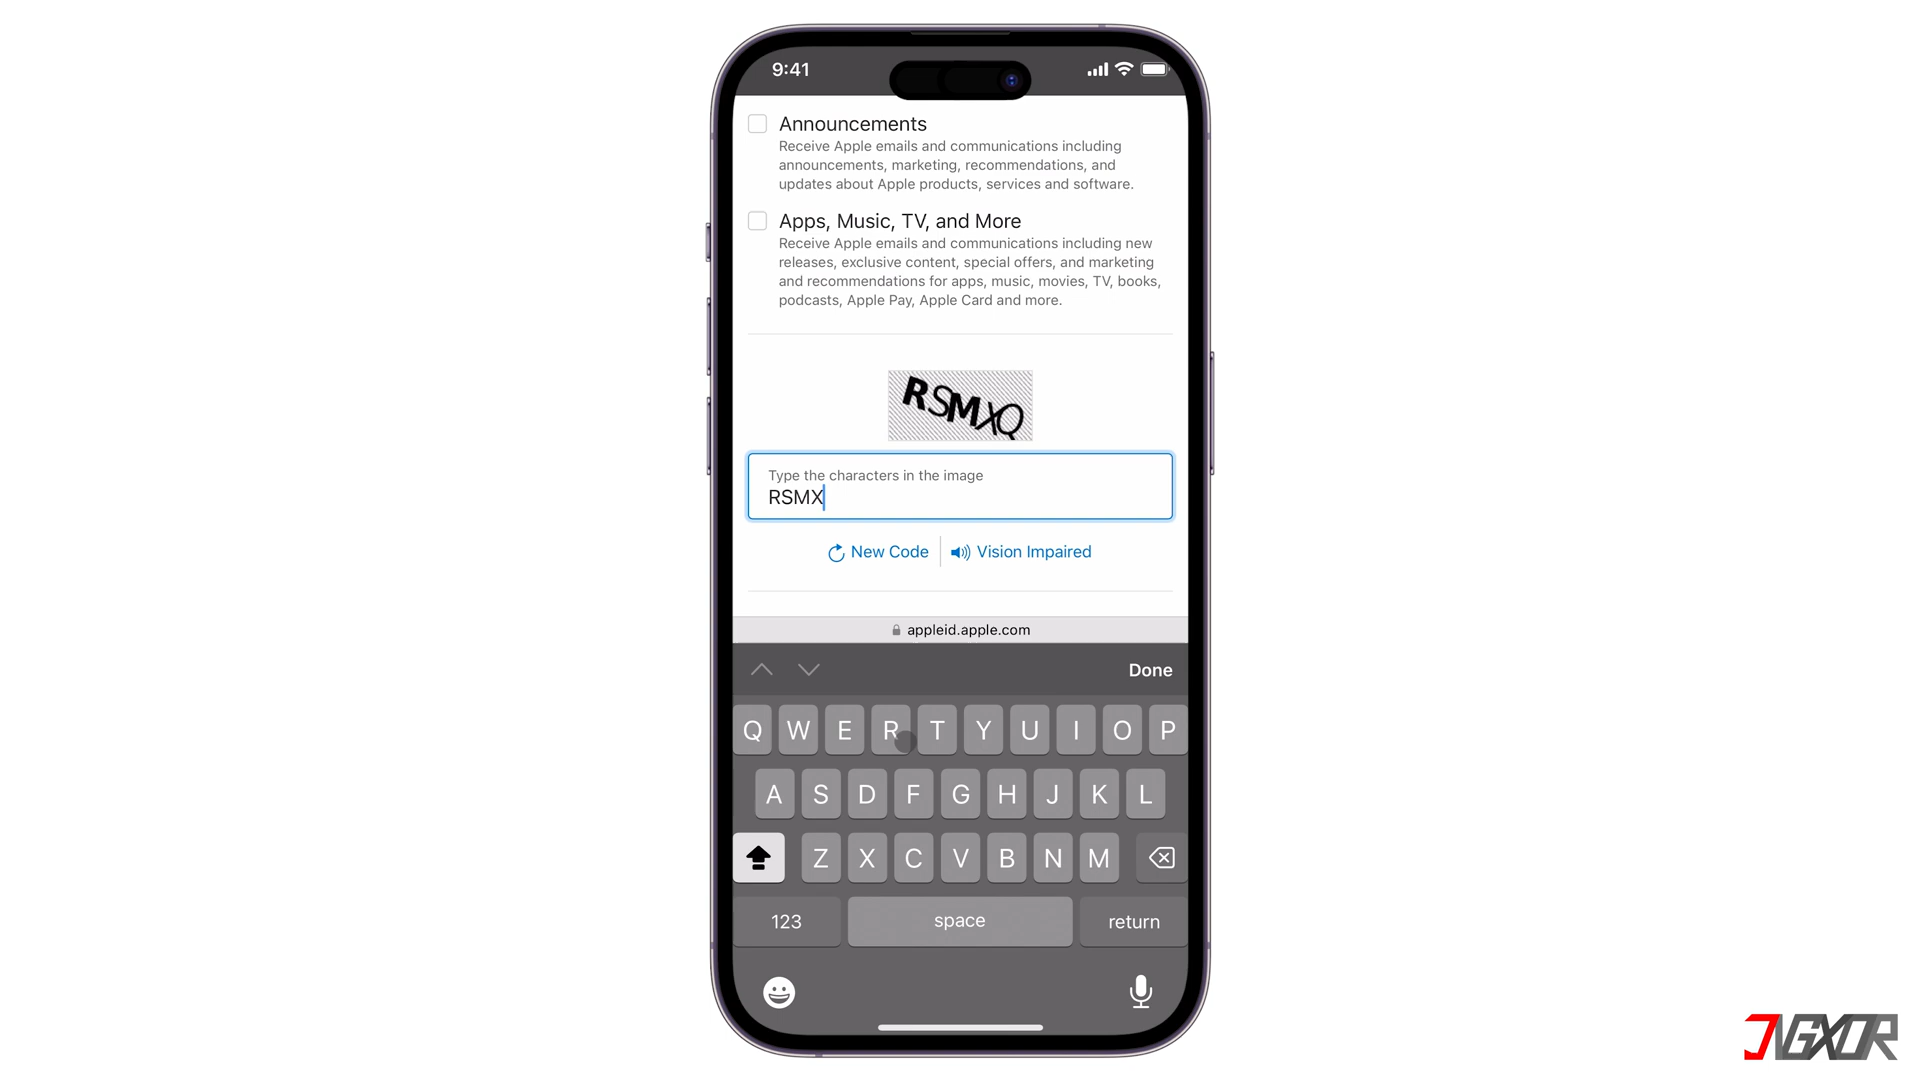 9:41
Announcements
Receive Apple emails and communications including
announcements, marketing, recommendations, and
updates about Apple products, services and software.
Apps, Music, TV, and More
Receive Apple emails and communications including new
releases, exclusive content, special offers, and marketing
and recommendations for apps, music, movies, TV, books,
podcasts, Apple Pay, Apple Card and more.
RSMXQ
Type the characters in the image
RSMX
New Code Vision Impaired
appleid.apple.com
Done
Q W E R T Y U I O P
A S D F G H J K L
Z X C V B N M
123 space return
JVGXOR